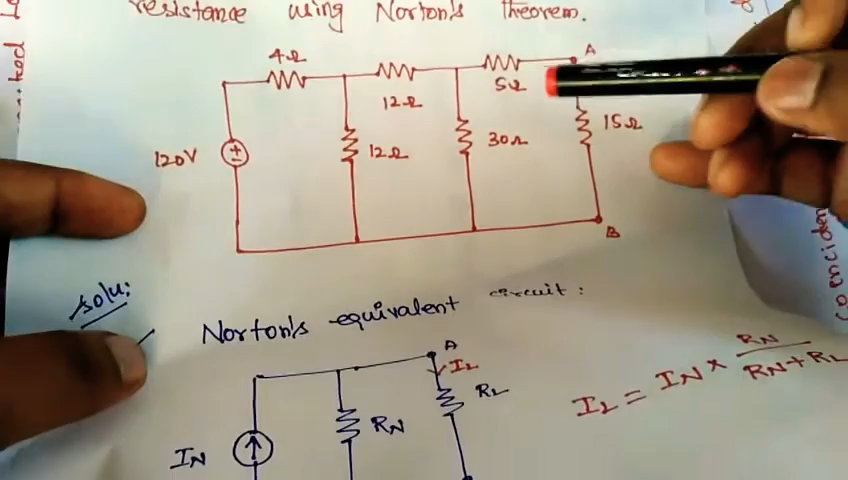 resistance using Norton's theorem.
4Ω
A
12Ω
5Ω
120V
12Ω
30Ω
15Ω
B
Solu:
Norton's equivalent circuit:
A
IL
RL
RN
IN
IL = IN × RN
RN+RL
coinciden